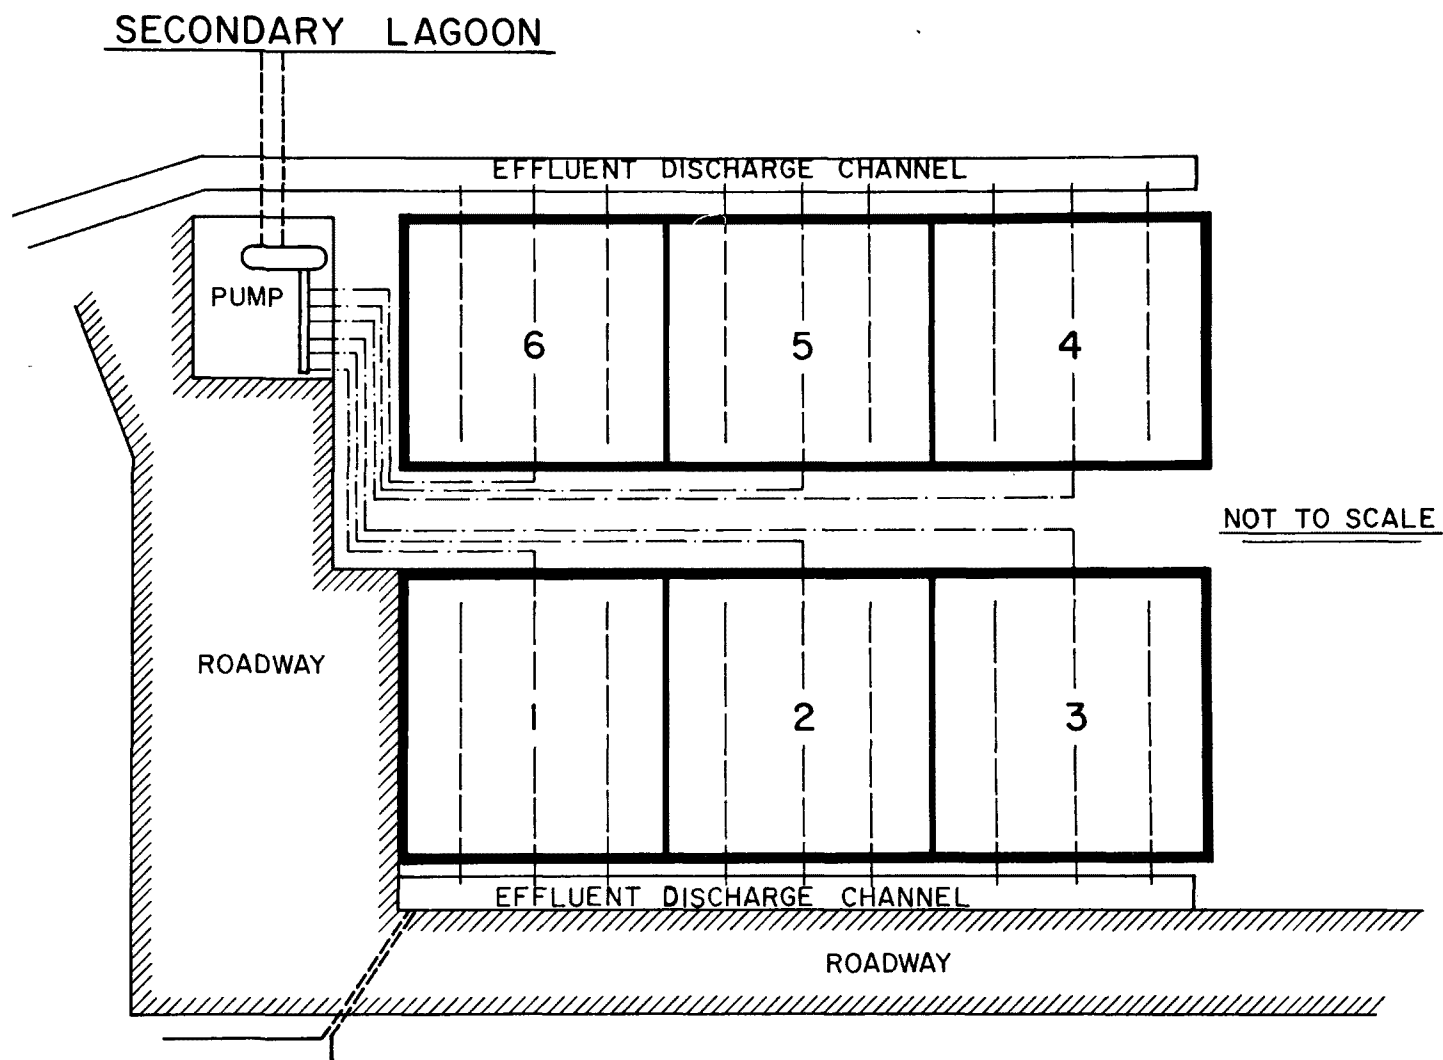 SECONDARY LAGOON
EFFLUENT DISCHARGE CHANNEL
PUMP
6 5 4
NOT TO SCALE
ROADWAY
1 2 3
EFFLUENT DISCHARGE CHANNEL
ROADWAY